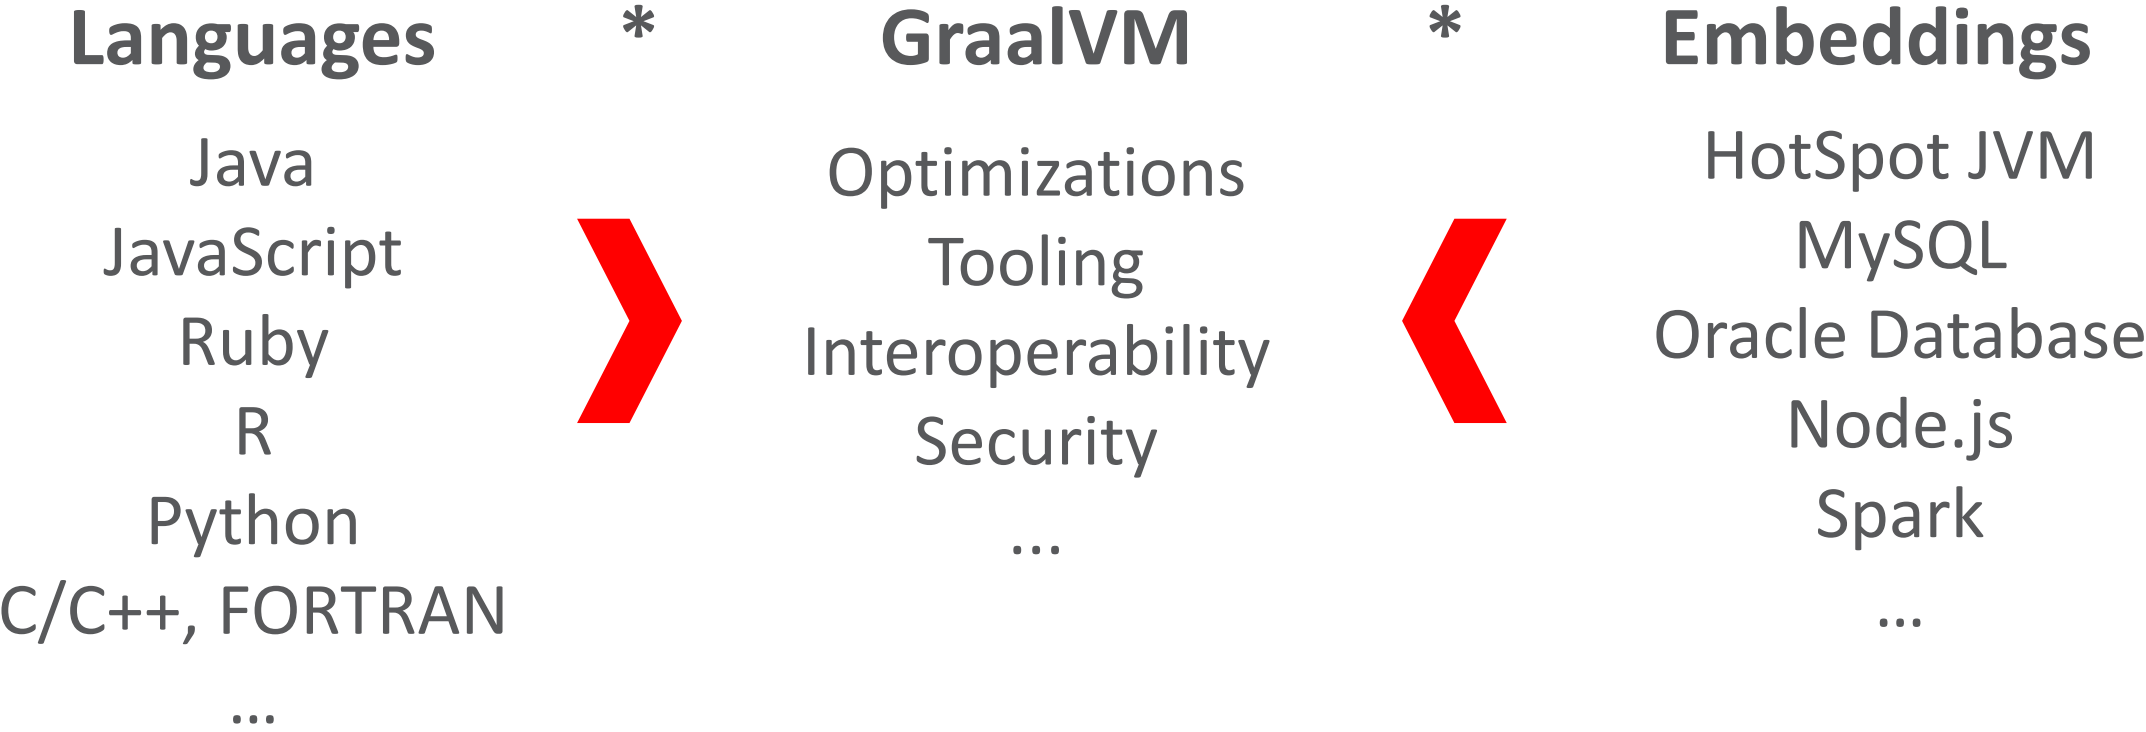 Languages * GraalVM * Embeddings
Java
JavaScript
Ruby
R
Python
C/C++, FORTRAN
...
Optimizations
Tooling
Interoperability
Security
...
HotSpot JVM
MySQL
Oracle Database
Node.js
Spark
...